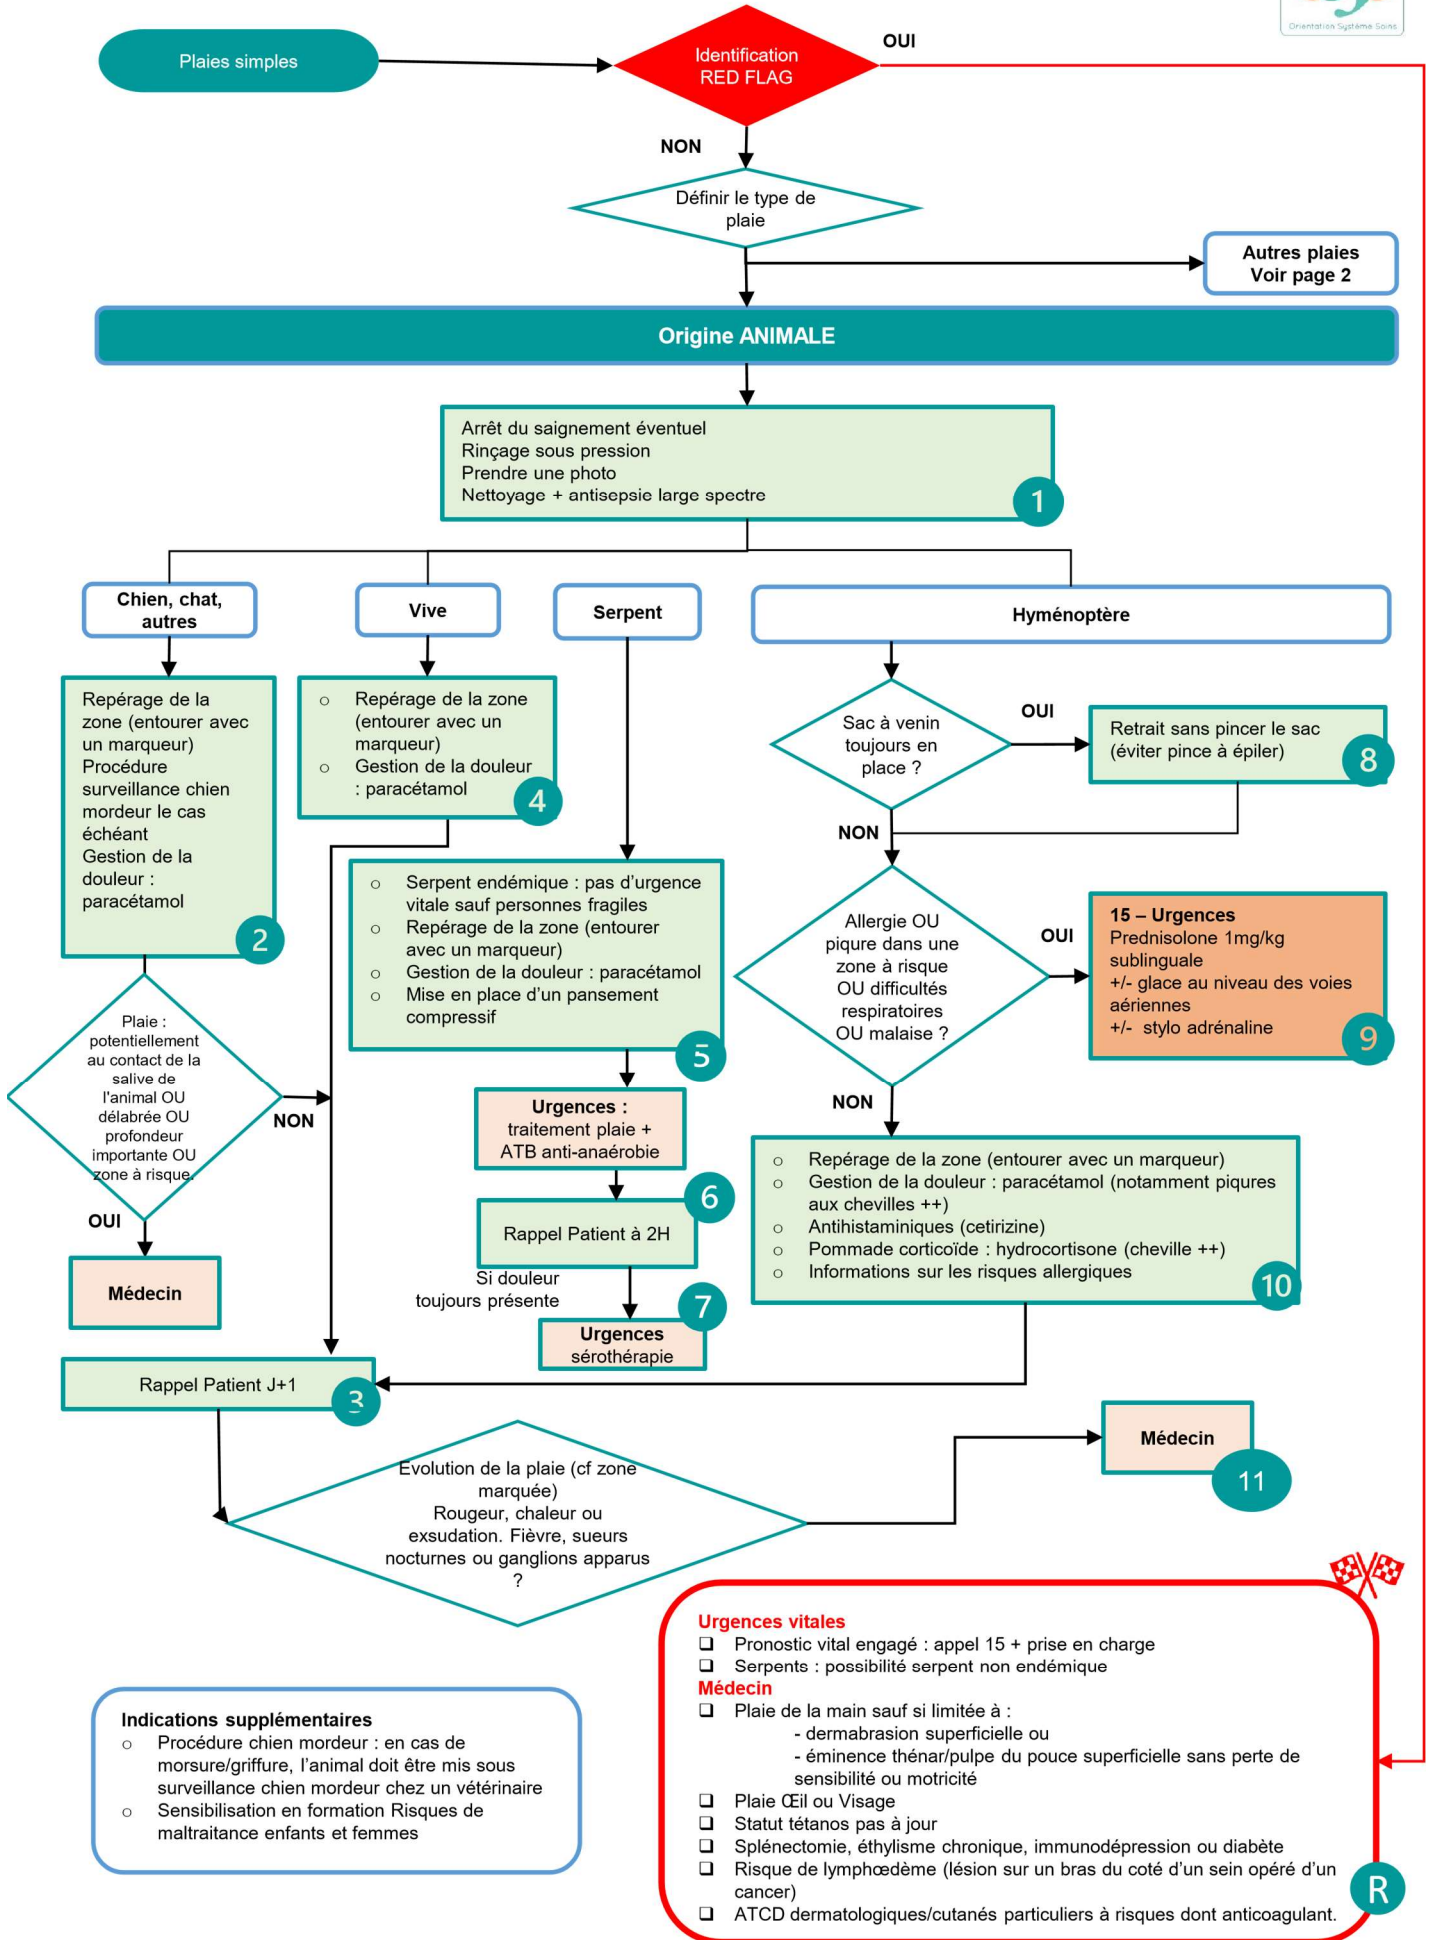 Orientation Système Soins
Plaies simples
Identification
RED FLAG
OUI
NON
Définir le type de
plaie
Autres plaies
Voir page 2
Origine ANIMALE
Arrêt du saignement éventuel
Rinçage sous pression
Prendre une photo
Nettoyage + antisepsie large spectre
1
Chien, chat,
autres
Vive
Serpent
Hyménoptère
Repérage de la
zone (entourer avec
un marqueur)
Procédure
surveillance chien
mordeur le cas
échéant
Gestion de la
douleur :
paracétamol
2
o Repérage de la zone
(entourer avec un
marqueur)
o Gestion de la douleur
: paracétamol
4
Sac à venin
toujours en
place ?
OUI
Retrait sans pincer le sac
(éviter pince à épiler)
8
NON
o Serpent endémique : pas d'urgence
vitale sauf personnes fragiles
o Repérage de la zone (entourer
avec un marqueur)
o Gestion de la douleur : paracétamol
o Mise en place d'un pansement
compressif
5
Allergie OU
piqure dans une
zone à risque
OU difficultés
respiratoires
OU malaise ?
OUI
15 – Urgences
Prednisolone 1mg/kg
sublinguale
+/- glace au niveau des voies
aériennes
+/- stylo adrénaline
9
Plaie :
potentiellement
au contact de la
salive de
l'animal OU
délabrée OU
profondeur
importante OU
zone à risque.
NON
OUI
Médecin
Urgences :
traitement plaie +
ATB anti-anaérobie
6
Rappel Patient à 2H
Si douleur
toujours présente
7
Urgences
sérothérapie
NON
o Repérage de la zone (entourer avec un marqueur)
o Gestion de la douleur : paracétamol (notamment piqures
aux chevilles ++)
o Antihistaminiques (cetirizine)
o Pommade corticoïde : hydrocortisone (cheville ++)
o Informations sur les risques allergiques
10
Rappel Patient J+1
3
Evolution de la plaie (cf zone
marquée)
Rougeur, chaleur ou
exsudation. Fièvre, sueurs
nocturnes ou ganglions apparus
?
Médecin
11
Urgences vitales
❑ Pronostic vital engagé : appel 15 + prise en charge
❑ Serpents : possibilité serpent non endémique
Médecin
❑ Plaie de la main sauf si limitée à :
- dermabrasion superficielle ou
- éminence thénar/pulpe du pouce superficielle sans perte de
sensibilité ou motricité
❑ Plaie Œil ou Visage
❑ Statut tétanos pas à jour
❑ Splénectomie, éthylisme chronique, immunodépression ou diabète
❑ Risque de lymphœdème (lésion sur un bras du coté d'un sein opéré d'un
cancer)
❑ ATCD dermatologiques/cutanés particuliers à risques dont anticoagulant.
R
Indications supplémentaires
o Procédure chien mordeur : en cas de
morsure/griffure, l'animal doit être mis sous
surveillance chien mordeur chez un vétérinaire
o Sensibilisation en formation Risques de
maltraitance enfants et femmes